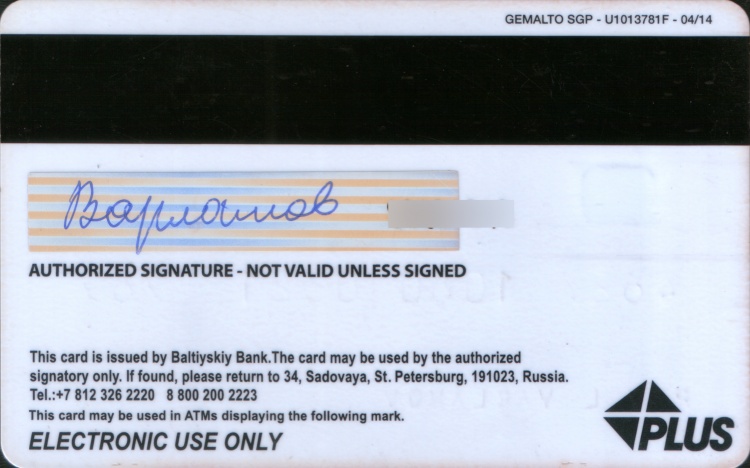 GEMALTO SGP - U1013781F - 04/14
Варламов
AUTHORIZED SIGNATURE - NOT VALID UNLESS SIGNED
This card is issued by Baltiyskiy Bank.The card may be used by the authorized
signatory only. If found, please return to 34, Sadovaya, St. Petersburg, 191023, Russia.
Tel.:+7 812 326 2220 8 800 200 2223
This card may be used in ATMs displaying the following mark.
ELECTRONIC USE ONLY
PLUS